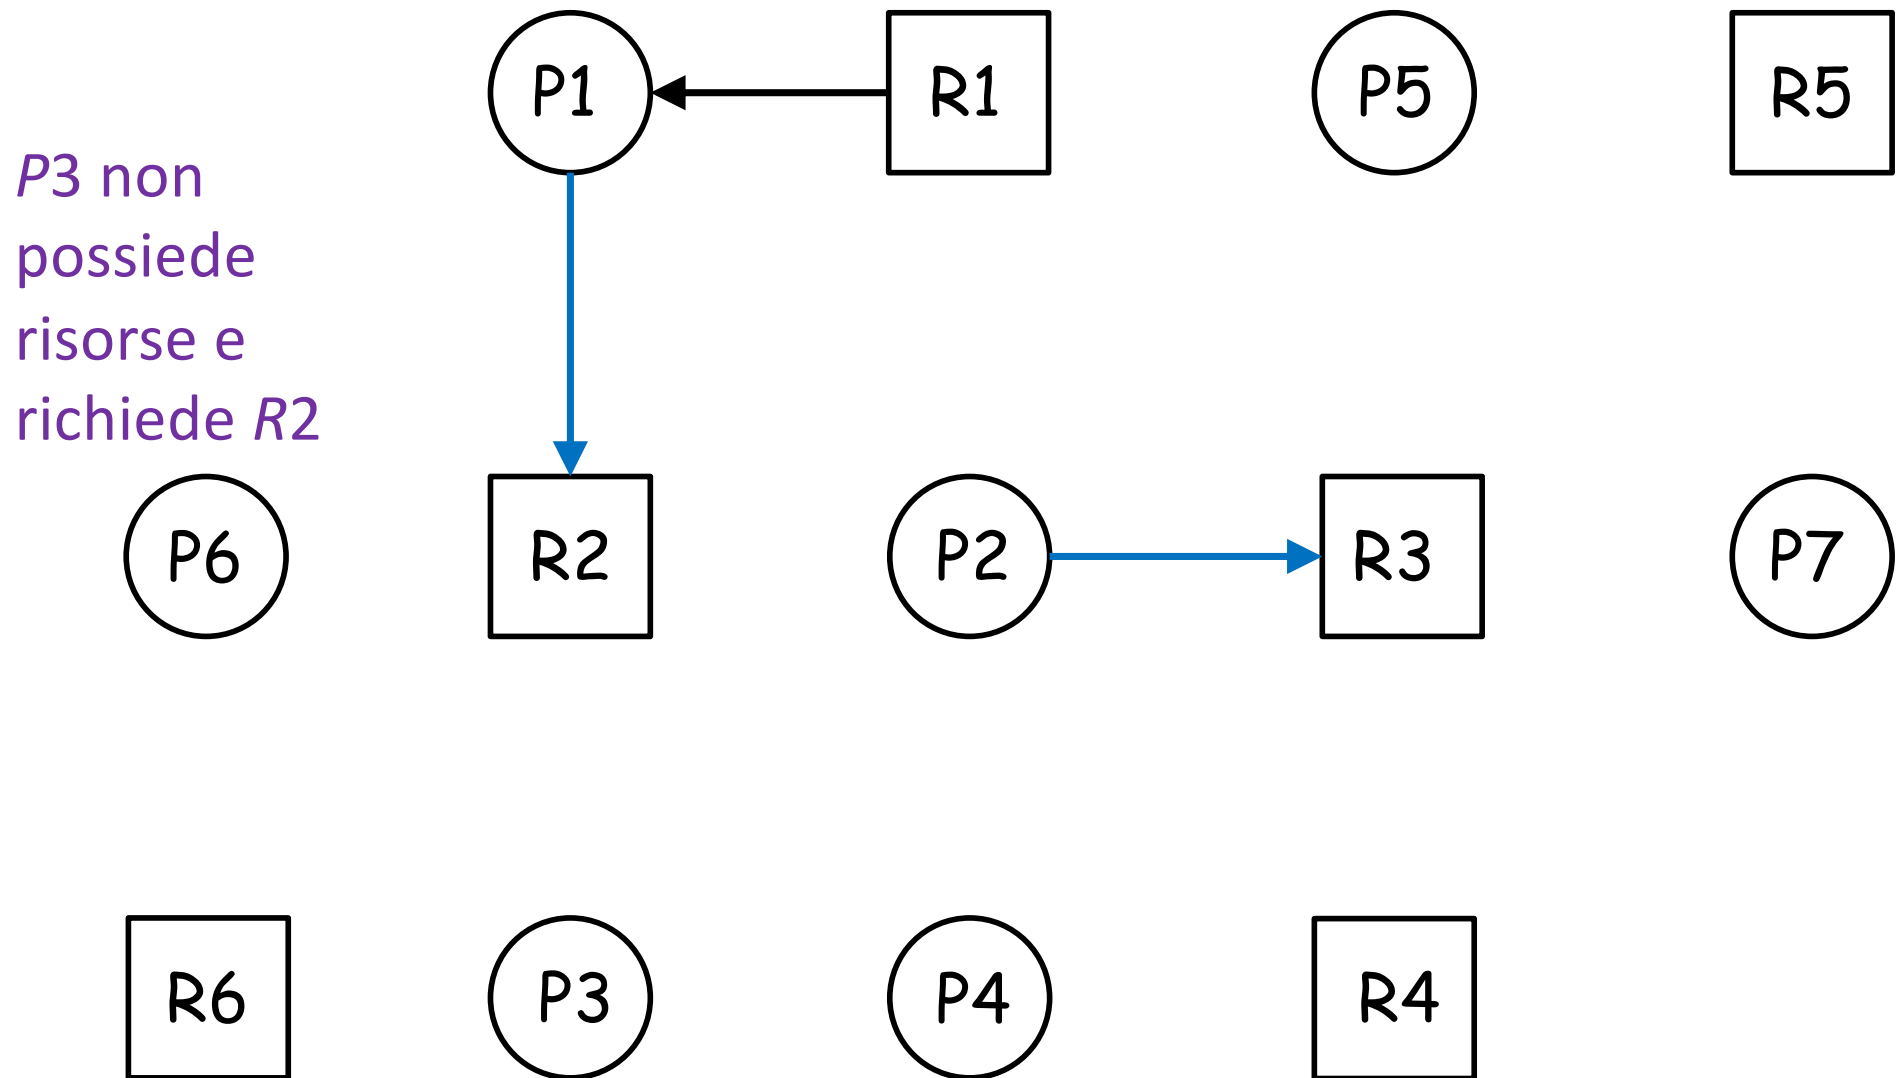 P1
R1
P5
R5
P3 non
possiede
risorse e
richiede R2
P6
R2
P2
R3
P7
R6
P3
P4
R4